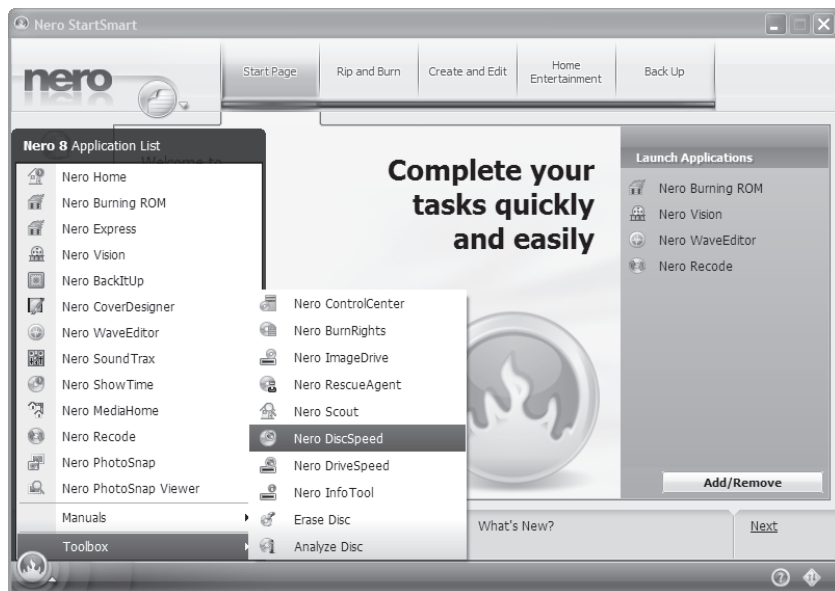 Nero StartSmart
nero
Start Page
Rip and Burn
Create and Edit
Home
Entertainment
Back Up
Nero 8 Application List
Nero Home
Nero Burning ROM
Nero Express
Nero Vision
Nero BackItUp
Nero CoverDesigner
Nero WaveEditor
Nero SoundTrax
Nero ShowTime
Nero MediaHome
Nero Recode
Nero PhotoSnap
Nero PhotoSnap Viewer
Manuals
Toolbox
Nero ControlCenter
Nero BurnRights
Nero ImageDrive
Nero RescueAgent
Nero Scout
Nero DiscSpeed
Nero DriveSpeed
Nero InfoTool
Erase Disc
Analyze Disc
Welcome to
Complete your
tasks quickly
and easily
Launch Applications
Nero Burning ROM
Nero Vision
Nero WaveEditor
Nero Recode
Add/Remove
What's New?
Next